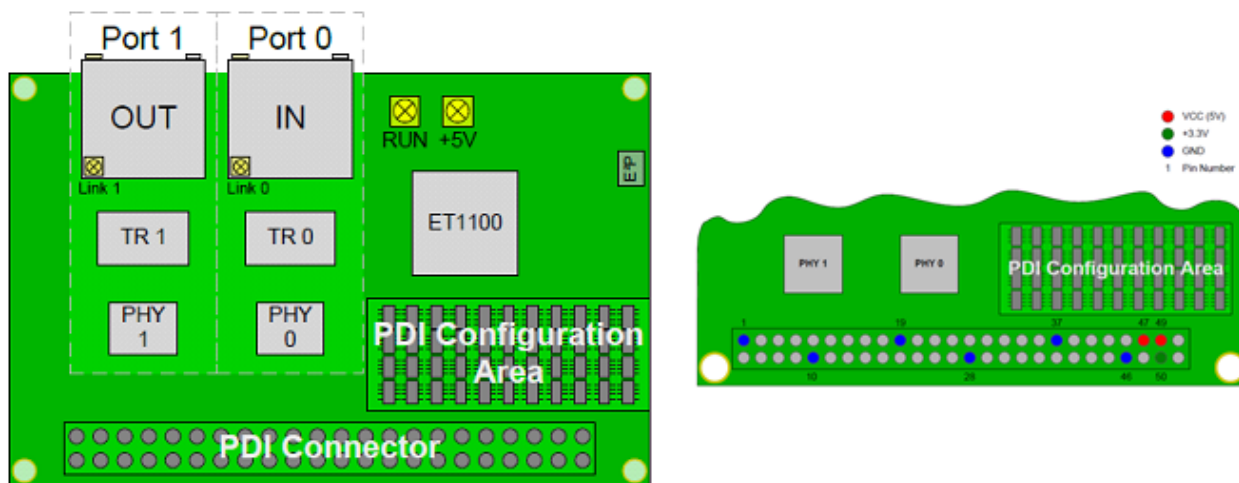 Port 1
Port 0
OUT
IN
RUN
+5V
Link 1
Link 0
TR 1
TR 0
ET1100
PHY
1
PHY
0
PDI Configuration
Area
PDI Connector
VCC (5V)
+3.3V
GND
1 Pin Number
PHY 1
PHY 0
PDI Configuration Area
1
19
37
47
49
10
28
46
50